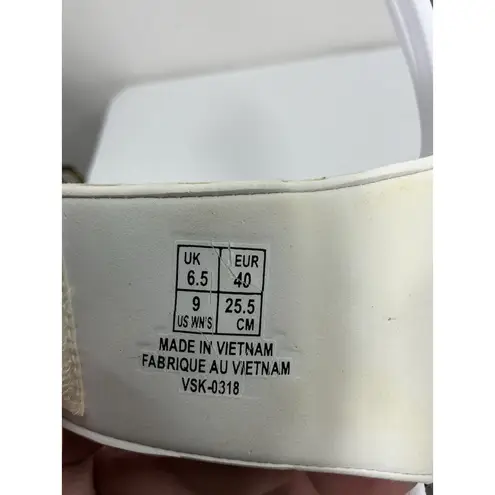 UK EUR
6.5 40
9 25.5
US WN'S CM
MADE IN VIETNAM
FABRIQUE AU VIETNAM
VSK-0318